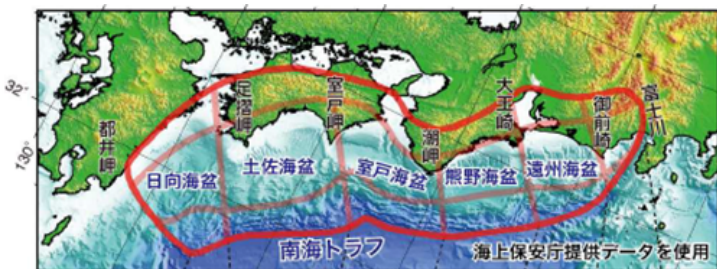 32°
130°
都井岬
足摺岬
室戸岬
潮岬
大王崎
御前崎
富士川
日向海盆
土佐海盆
室戸海盆
熊野海盆
遠州海盆
南海トラフ
海上保安庁提供データを使用